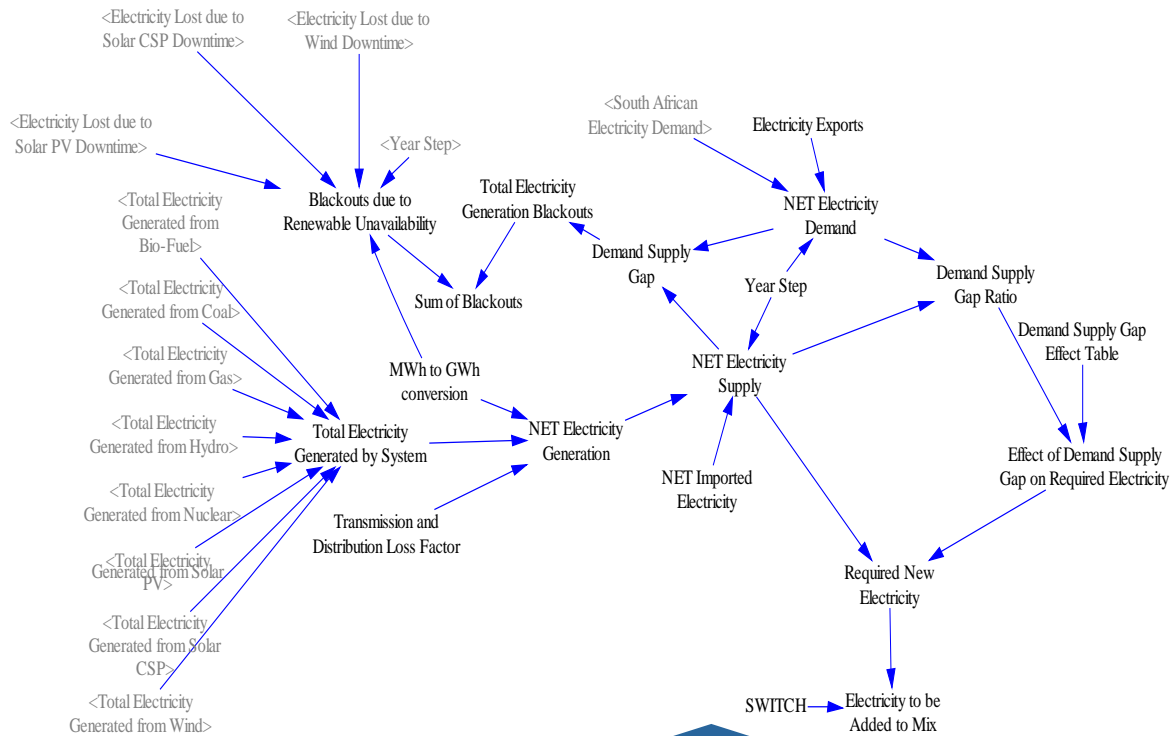 <Electricity Lost due to
Solar CSP Downtime>
<Electricity Lost due to
Wind Downtime>
<Electricity Lost due to
Solar PV Downtime>
<Year Step>
<South African
Electricity Demand>
Electricity Exports
<Total Electricity
Generated from
Bio-Fuel>
Blackouts due to
Renewable Unavailability
Total Electricity
Generation Blackouts
NET Electricity
Demand
Demand Supply
Gap
Demand Supply
Gap Ratio
Year Step
Sum of Blackouts
<Total Electricity
Generated from Coal>
Demand Supply Gap
Effect Table
<Total Electricity
Generated from Gas>
MWh to GWh
conversion
NET Electricity
Supply
<Total Electricity
Generated from Hydro>
Total Electricity
Generated by System
NET Electricity
Generation
Effect of Demand Supply
Gap on Required Electricity
NET Imported
Electricity
<Total Electricity
Generated from Nuclear>
Transmission and
Distribution Loss Factor
<Total Electricity
Generated from Solar
PV>
Required New
Electricity
<Total Electricity
Generated from Solar
CSP>
<Total Electricity
Generated from Wind>
SWITCH
Electricity to be
Added to Mix